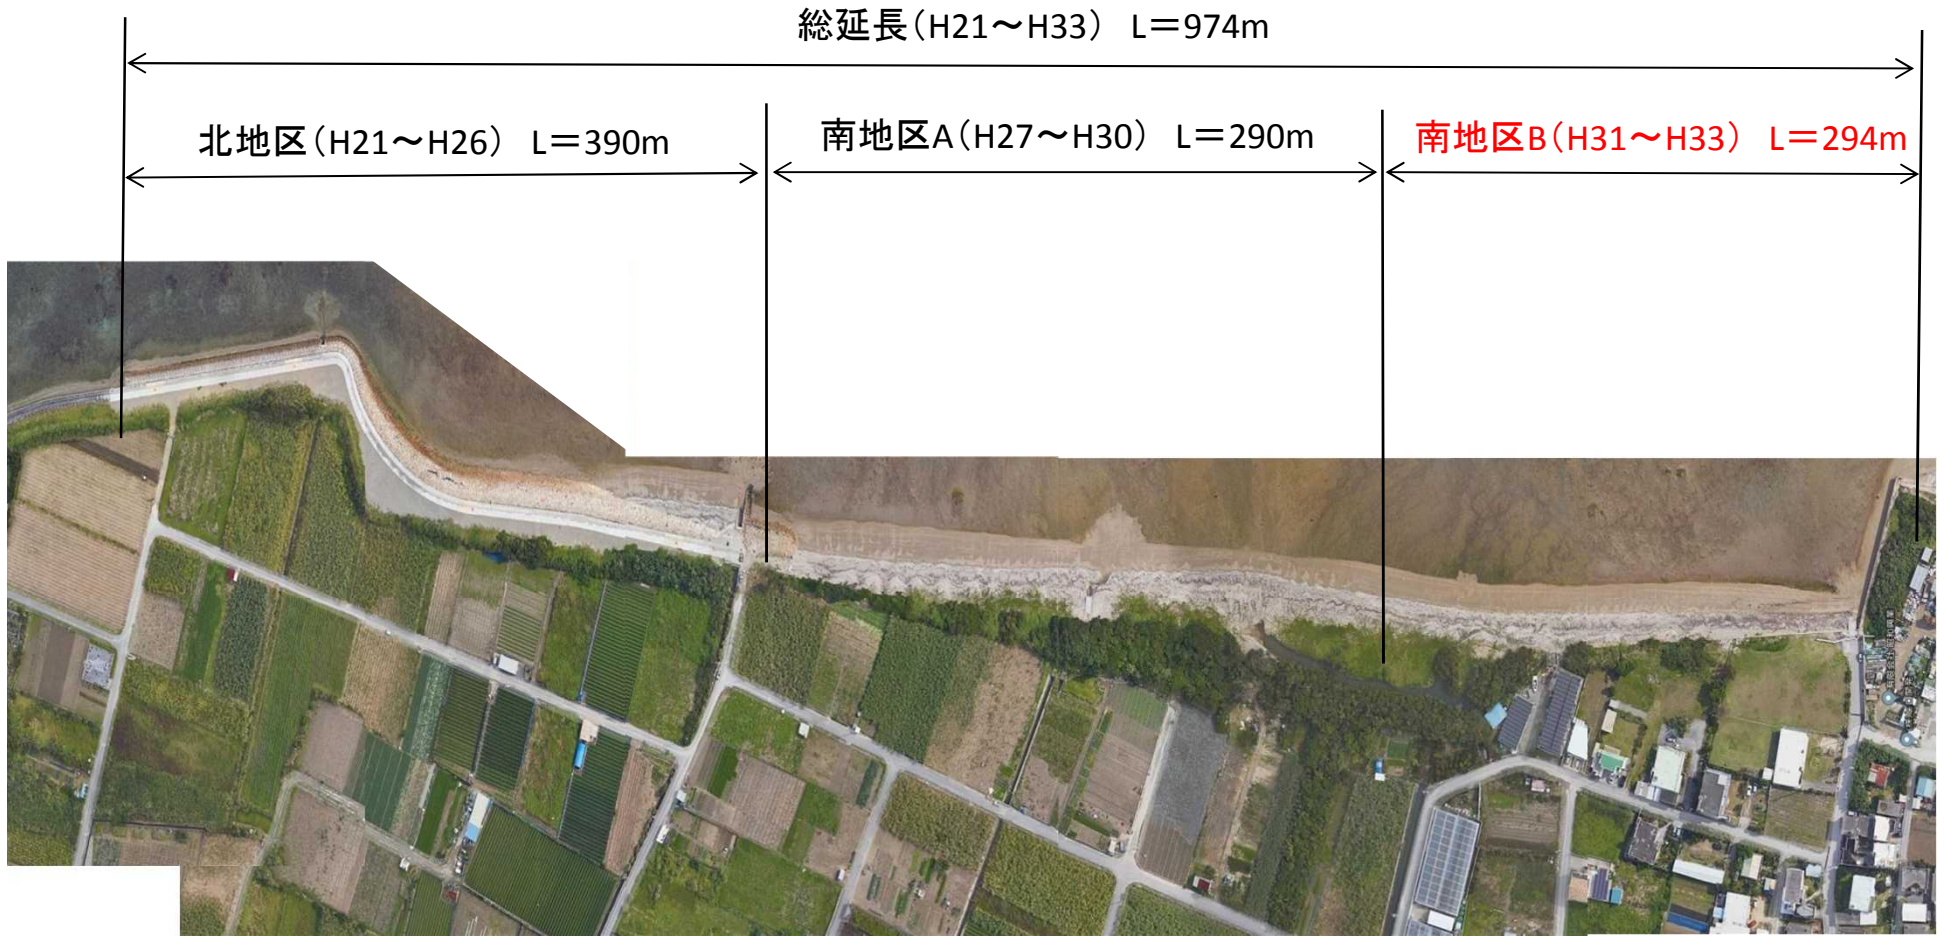 総延長（H21～H33） L＝974m
北地区（H21～H26） L＝390m
南地区A（H27～H30） L＝290m
南地区B（H31～H33） L＝294m